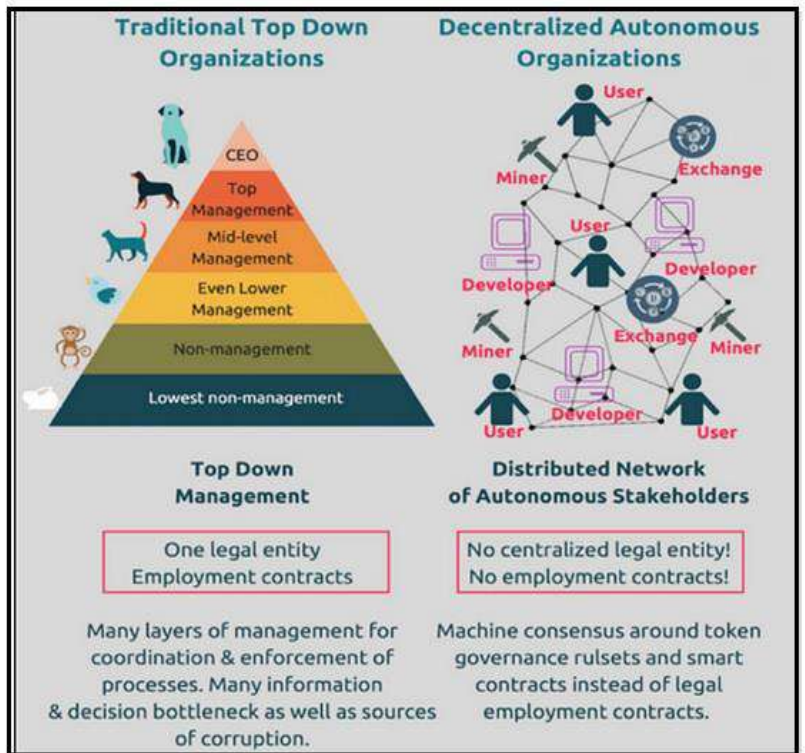 Traditional Top Down
Organizations
CEO
Top
Management
Mid-level
Management
Even Lower
Management
Non-management
Lowest non-management
Top Down
Management
One legal entity
Employment contracts
Many layers of management for
coordination & enforcement of
processes. Many information
& decision bottleneck as well as sources
of corruption.
Decentralized Autonomous
Organizations
User
Miner
Exchange
User
Developer
Developer
Exchange
Miner
Miner
Developer
User
User
Distributed Network
of Autonomous Stakeholders
No centralized legal entity!
No employment contracts!
Machine consensus around token
governance rulsets and smart
contracts instead of legal
employment contracts.